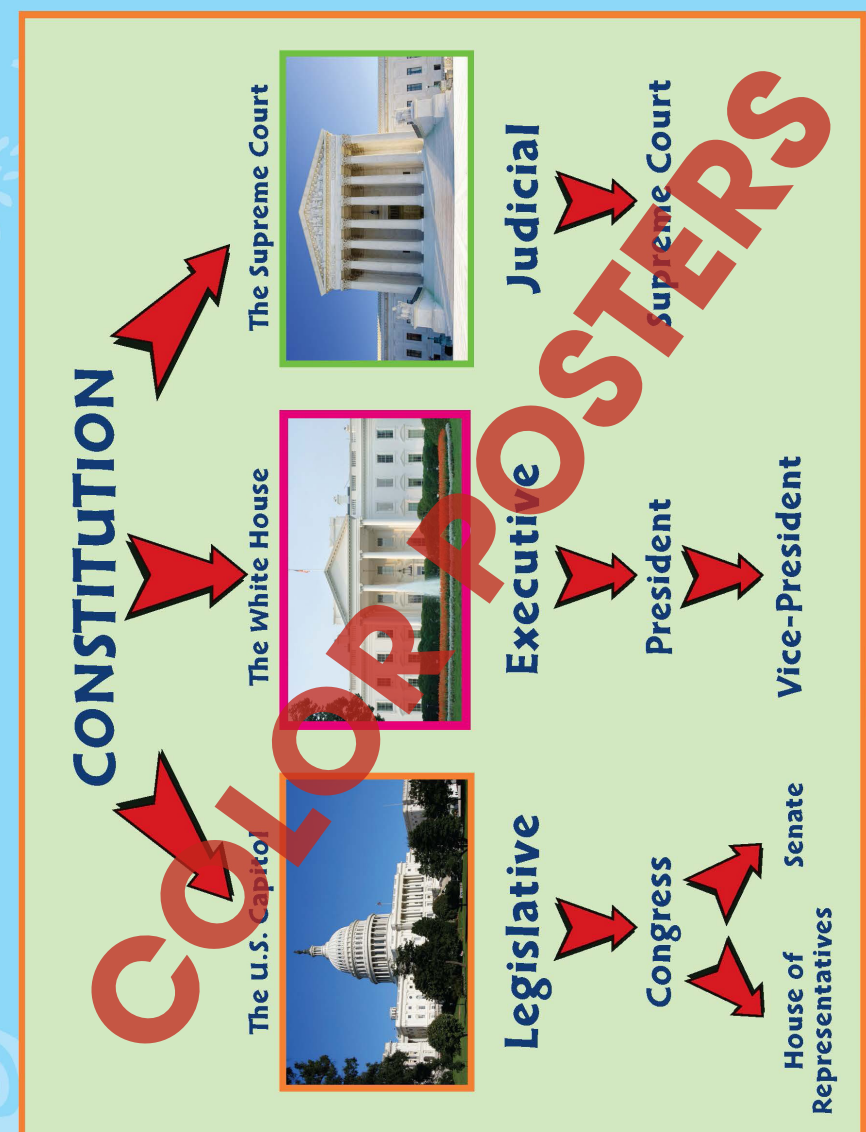 CONSTITUTION
The U.S. Capitol
The White House
The Supreme Court
Legislative
Executive
Judicial
Congress
President
Supreme Court
House of
Representatives
Senate
Vice-President
COLOR POSTERS